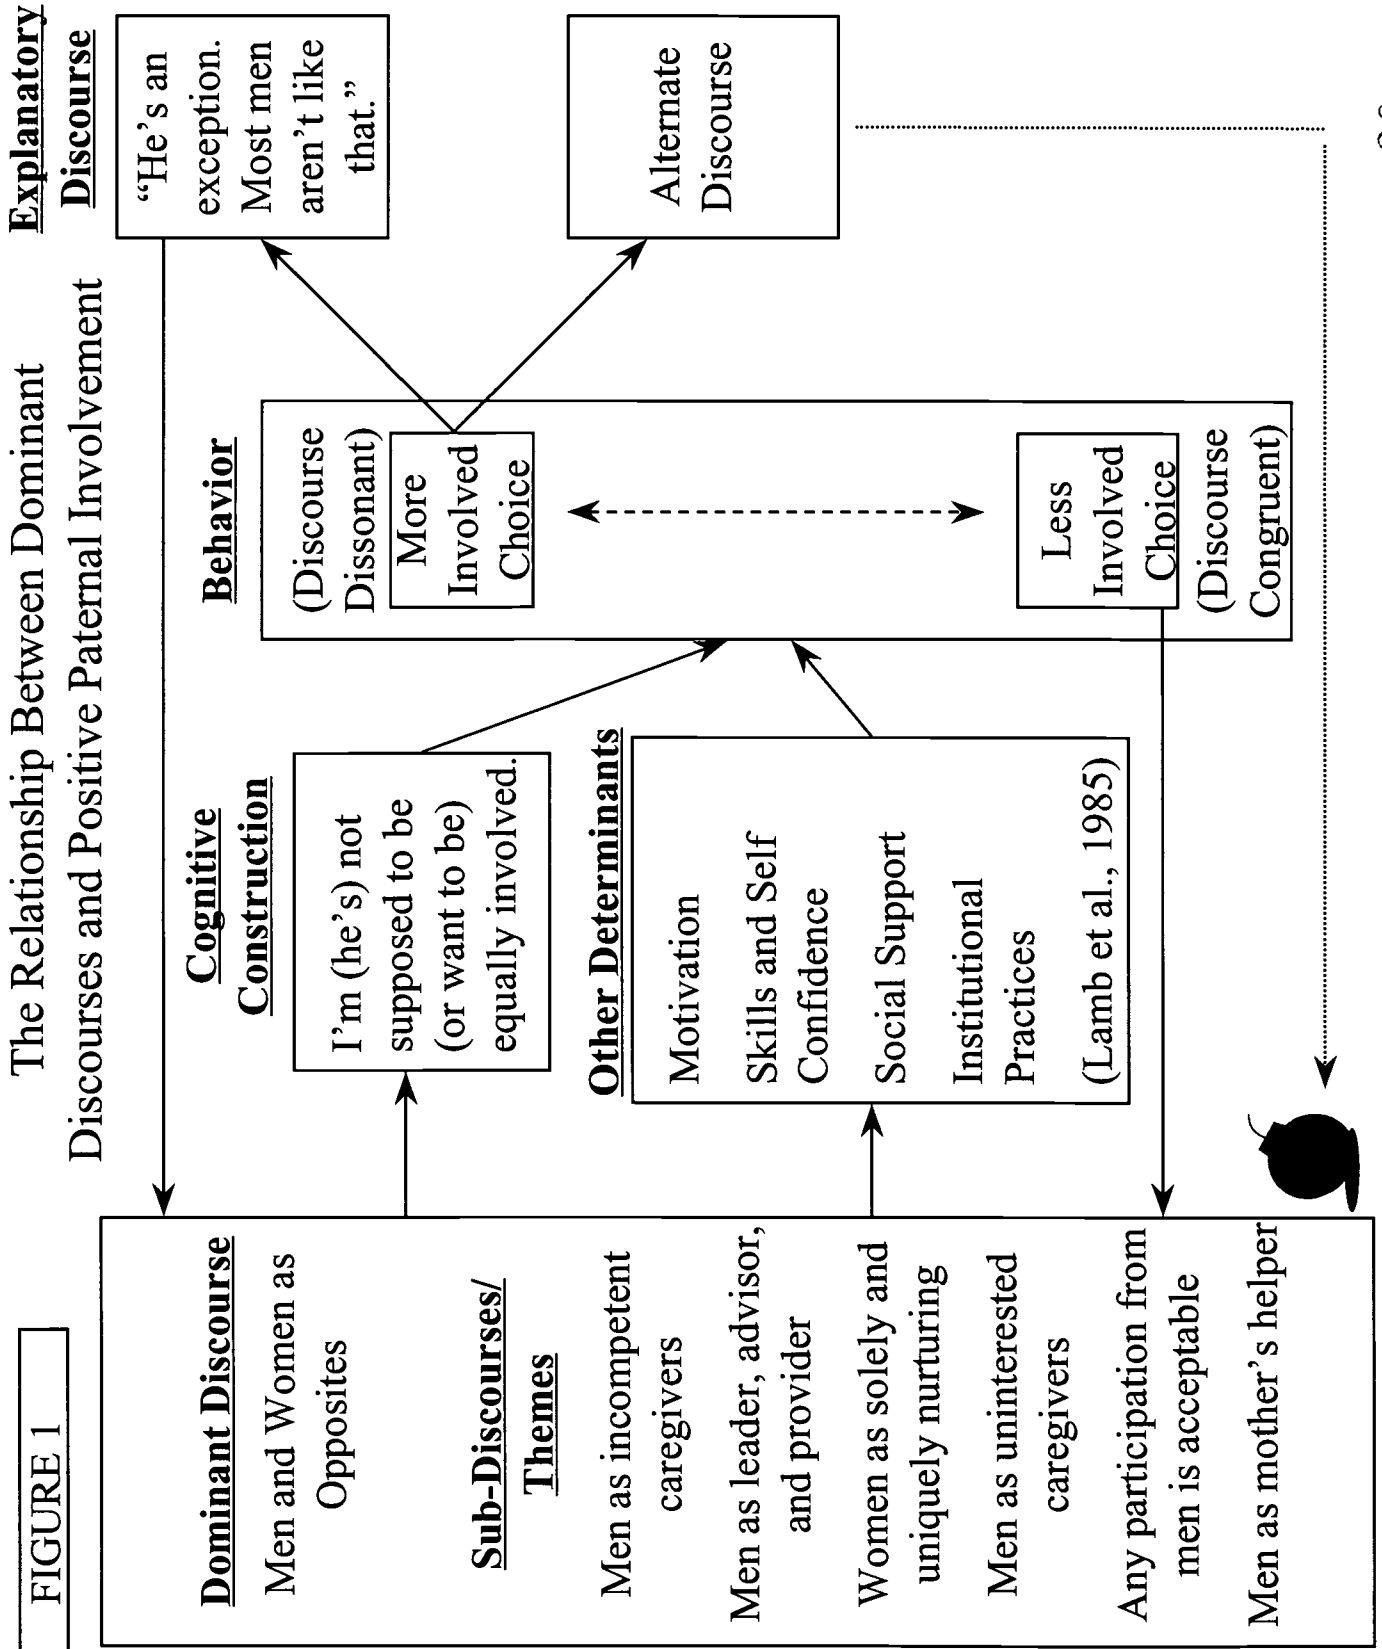 FIGURE 1
The Relationship Between Dominant
Discourses and Positive Paternal Involvement
Dominant Discourse
Men and Women as
Opposites
Sub-Discourses/
Themes
Men as incompetent
caregivers
Men as leader, advisor,
and provider
Women as solely and
uniquely nurturing
Men as uninterested
caregivers
Any participation from
men is acceptable
Men as mother's helper
Cognitive
Construction
I'm (he's) not
supposed to be
(or want to be)
equally involved.
Other Determinants
Motivation
Skills and Self
Confidence
Social Support
Institutional
Practices
(Lamb et al., 1985)
Behavior
(Discourse
Dissonant)
More
Involved
Choice
Less
Involved
Choice
(Discourse
Congruent)
Explanatory
Discourse
“He's an
exception.
Most men
aren't like
that.”
Alternate
Discourse